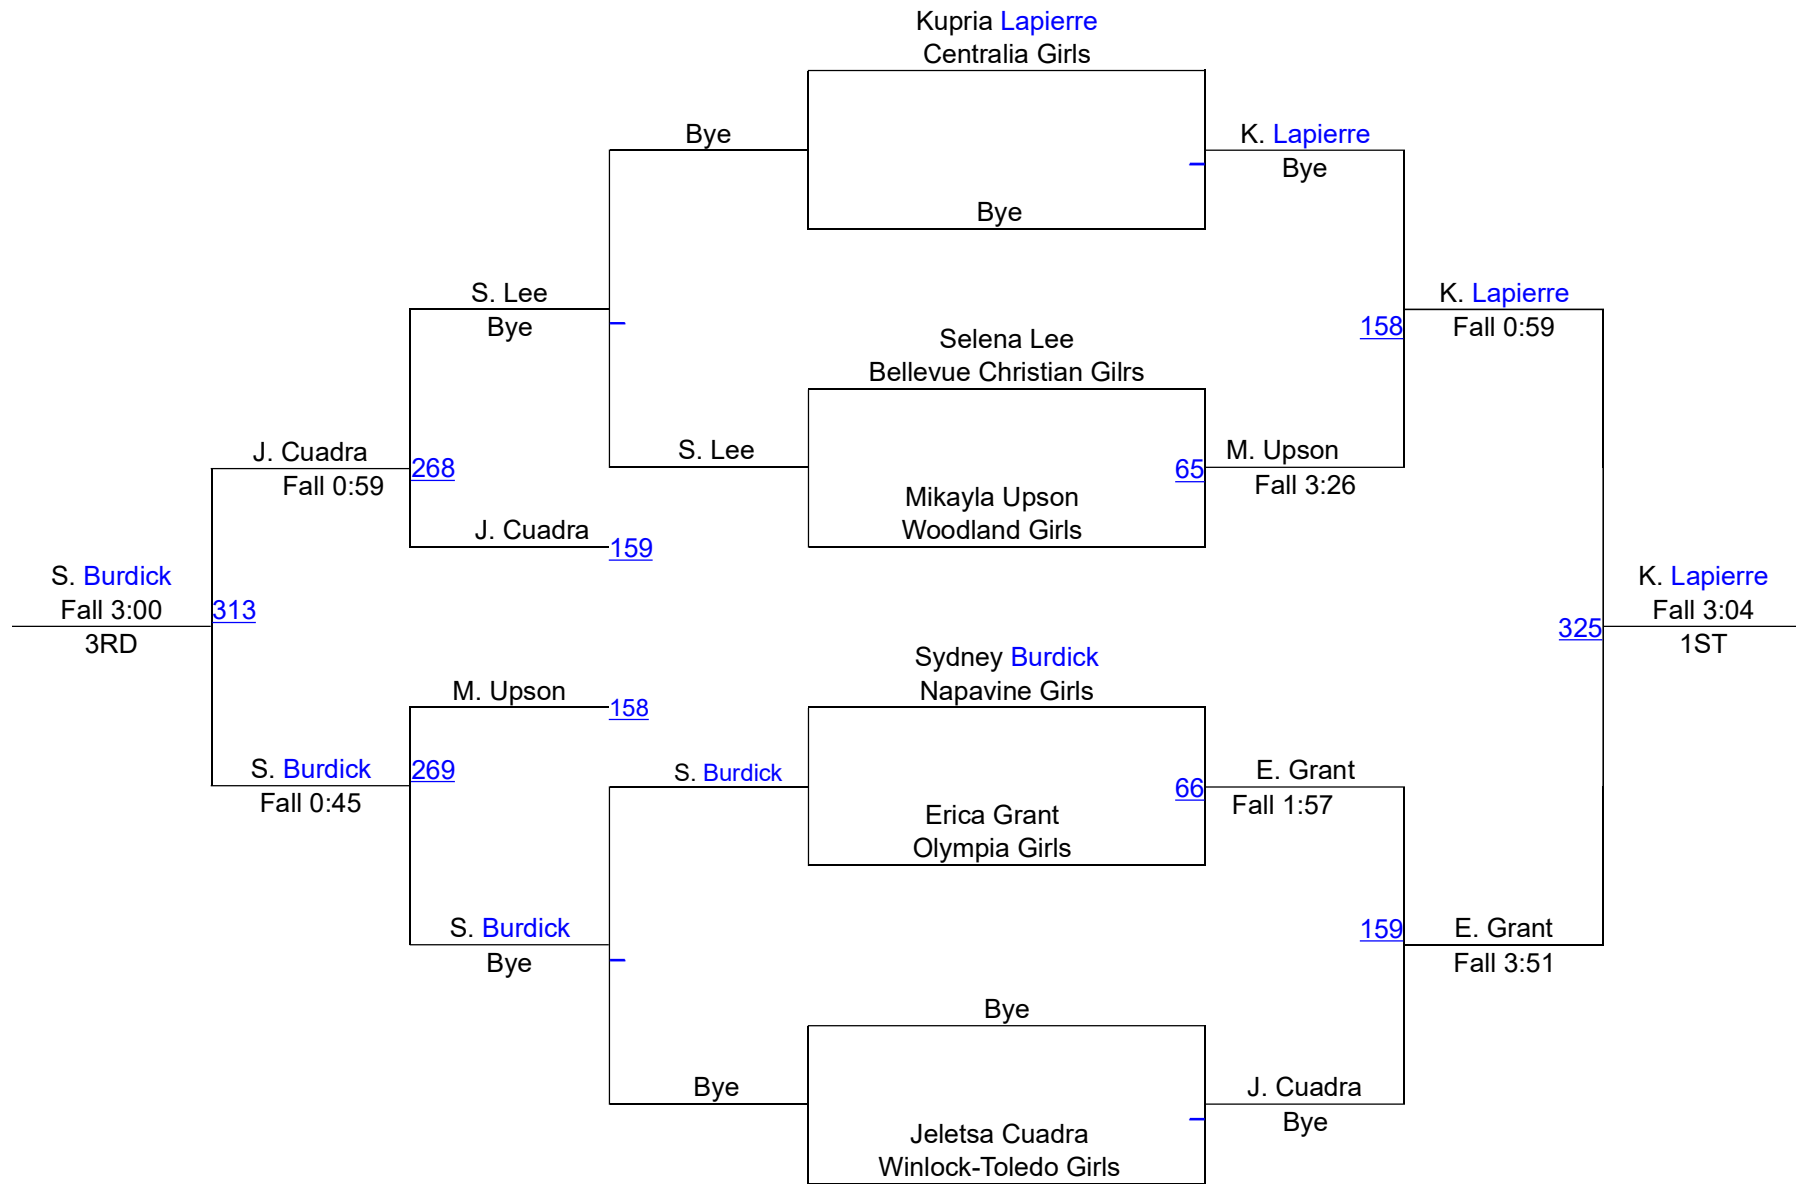 Kupria Lapierre
Centralia Girls
Bye
K. Lapierre
Bye
Bye
S. Lee
Bye
K. Lapierre
Fall 0:59
158
Selena Lee
Bellevue Christian Gilrs
S. Lee
65
M. Upson
Fall 3:26
Mikayla Upson
Woodland Girls
J. Cuadra
Fall 0:59
268
J. Cuadra
159
S. Burdick
Fall 3:00
3RD
313
K. Lapierre
Fall 3:04
1ST
325
Sydney Burdick
Napavine Girls
M. Upson
158
S. Burdick
Fall 0:45
269
S. Burdick
66
E. Grant
Fall 1:57
Erica Grant
Olympia Girls
S. Burdick
Bye
159
E. Grant
Fall 3:51
Bye
Bye
J. Cuadra
Bye
Jeletsa Cuadra
Winlock-Toledo Girls